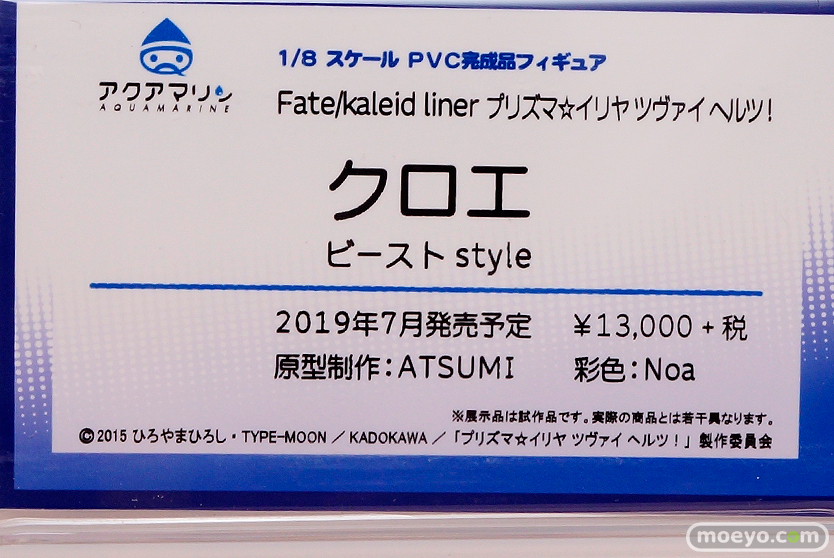 アクアマリン
AQUAMARINE
1/8 スケール PVC完成品フィギュア
Fate/kaleid liner プリズマ☆イリヤ ツヴァイ ヘルツ!
クロエ
ビースト style
2019年7月発売予定 ¥13,000+税
原型制作:ATSUMI 彩色:Noa
※展示品は試作品です。実際の商品とは若干異なります。
©2015 ひろやまひろし・TYPE-MOON / KADOKAWA / 「プリズマ☆イリヤ ツヴァイ ヘルツ!」製作委員会
moeyo.com